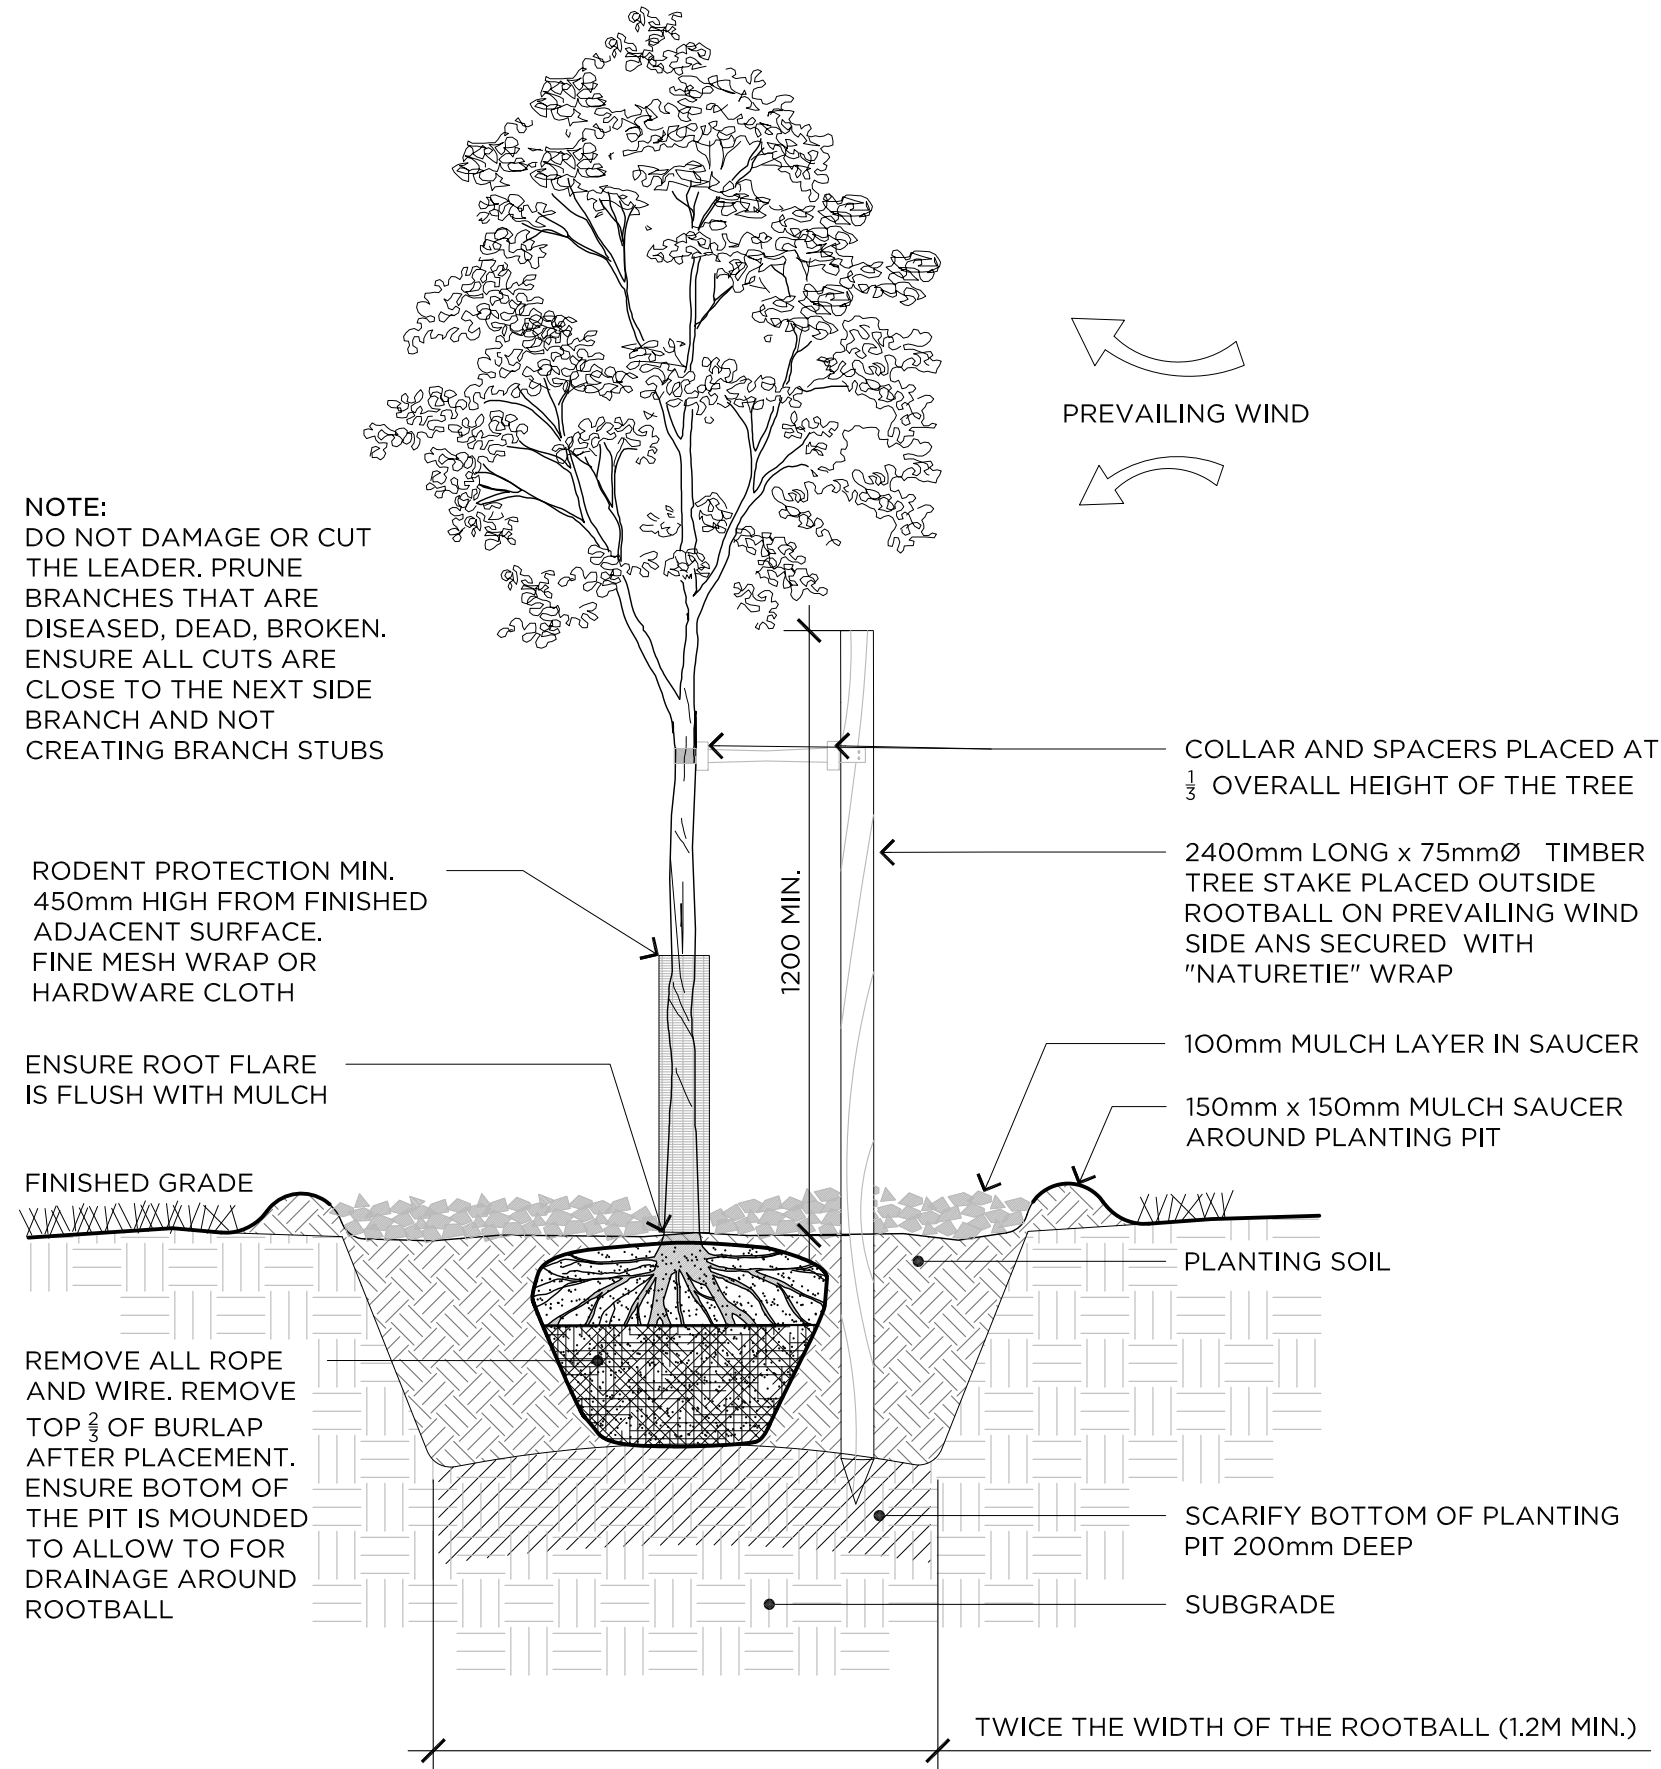 PREVAILING WIND
NOTE:
DO NOT DAMAGE OR CUT
THE LEADER. PRUNE
BRANCHES THAT ARE
DISEASED, DEAD, BROKEN.
ENSURE ALL CUTS ARE
CLOSE TO THE NEXT SIDE
BRANCH AND NOT
CREATING BRANCH STUBS
COLLAR AND SPACERS PLACED AT
1/3 OVERALL HEIGHT OF THE TREE
2400mm LONG x 75mmØ TIMBER
TREE STAKE PLACED OUTSIDE
ROOTBALL ON PREVAILING WIND
SIDE ANS SECURED WITH
"NATURETIE" WRAP
RODENT PROTECTION MIN.
450mm HIGH FROM FINISHED
ADJACENT SURFACE.
FINE MESH WRAP OR
HARDWARE CLOTH
1200 MIN.
ENSURE ROOT FLARE
IS FLUSH WITH MULCH
100mm MULCH LAYER IN SAUCER
150mm x 150mm MULCH SAUCER
AROUND PLANTING PIT
FINISHED GRADE
PLANTING SOIL
REMOVE ALL ROPE
AND WIRE. REMOVE
TOP 2/3 OF BURLAP
AFTER PLACEMENT.
ENSURE BOTOM OF
THE PIT IS MOUNDED
TO ALLOW TO FOR
DRAINAGE AROUND
ROOTBALL
SCARIFY BOTTOM OF PLANTING
PIT 200mm DEEP
SUBGRADE
TWICE THE WIDTH OF THE ROOTBALL (1.2M MIN.)